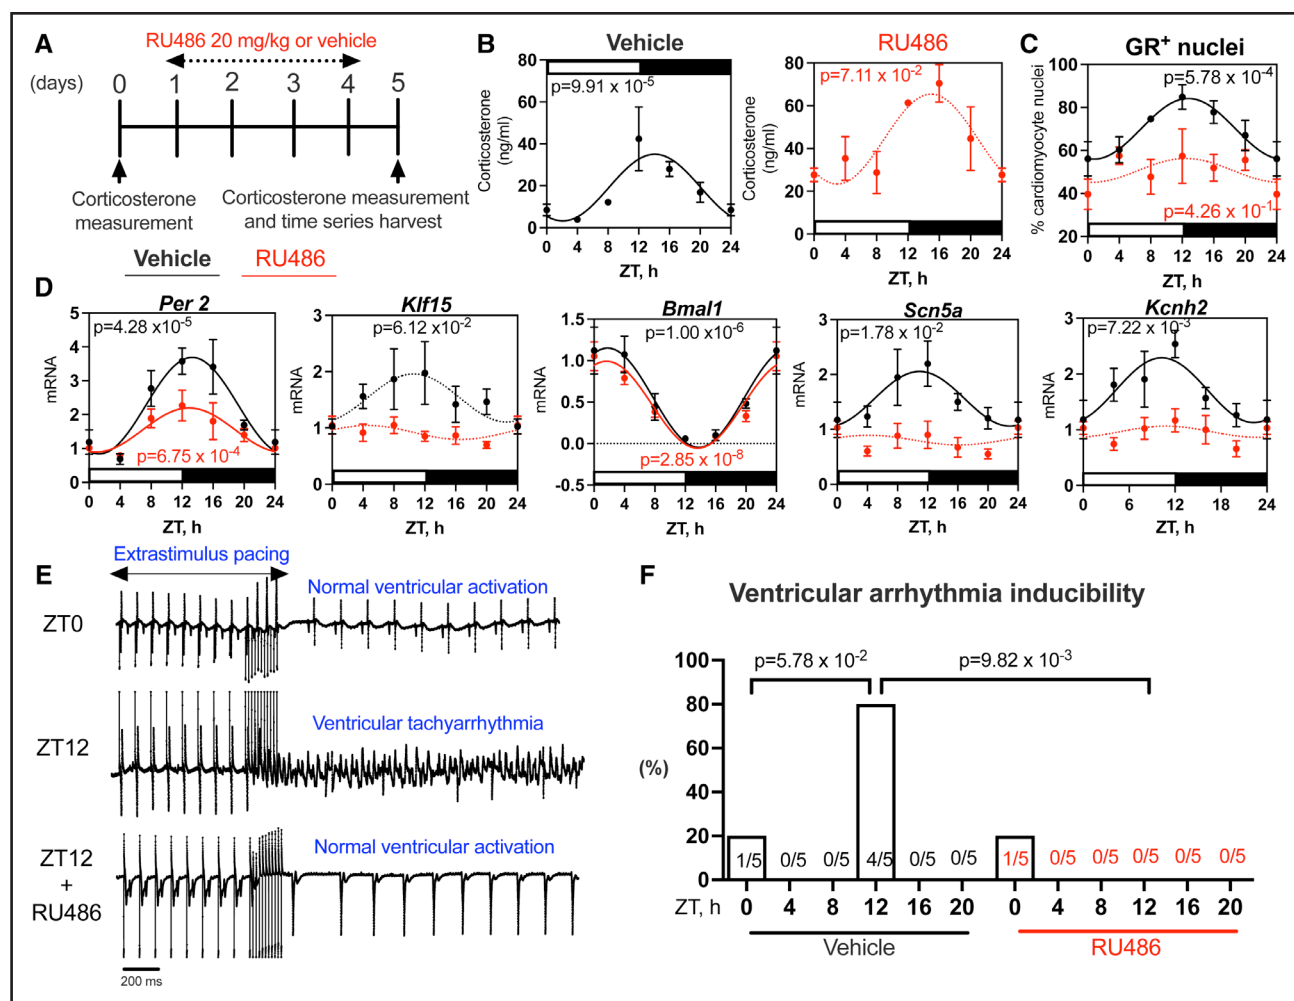 A
RU486 20 mg/kg or vehicle
(days)
0 1 2 3 4 5
Corticosterone
measurement
Corticosterone measurement
and time series harvest
Vehicle
RU486
B
Vehicle
p=9.91 x 10-5
Corticosterone
(ng/ml)
80
60
40
20
0
0 4 8 12 16 20 24
ZT, h
RU486
p=7.11 x 10-2
Corticosterone
(ng/ml)
80
60
40
20
0
0 4 8 12 16 20 24
ZT, h
C
GR+ nuclei
p=5.78 x 10-4
% cardiomyocyte nuclei
100
80
60
40
20
p=4.26 x 10-1
0 4 8 12 16 20 24
ZT, h
D
Per 2
p=4.28 x10-5
mRNA
5
4
3
2
1
0
p=6.75 x 10-4
0 4 8 12 16 20 24
ZT, h
Klf15
p=6.12 x10-2
mRNA
3
2
1
0
0 4 8 12 16 20 24
ZT, h
Bmal1
p=1.00 x10-6
mRNA
1.5
1.0
0.5
0.0
-0.5
p=2.85 x 10-8
0 4 8 12 16 20 24
ZT, h
Scn5a
p=1.78 x 10-2
mRNA
3
2
1
0
0 4 8 12 16 20 24
ZT, h
Kcnh2
p=7.22 x 10-3
mRNA
3
2
1
0
0 6 12 18 24
ZT, h
E
Extrastimulus pacing
ZT0
Normal ventricular activation
ZT12
Ventricular tachyarrhythmia
ZT12
+
RU486
Normal ventricular activation
200 ms
F
Ventricular arrhythmia inducibility
p=5.78 x 10-2
p=9.82 x 10-3
(%)
100
80
60
40
20
0
1/5 0/5 0/5 4/5 0/5 0/5 1/5 0/5 0/5 0/5 0/5 0/5
ZT, h 0 4 8 12 16 20 0 4 8 12 16 20
Vehicle
RU486